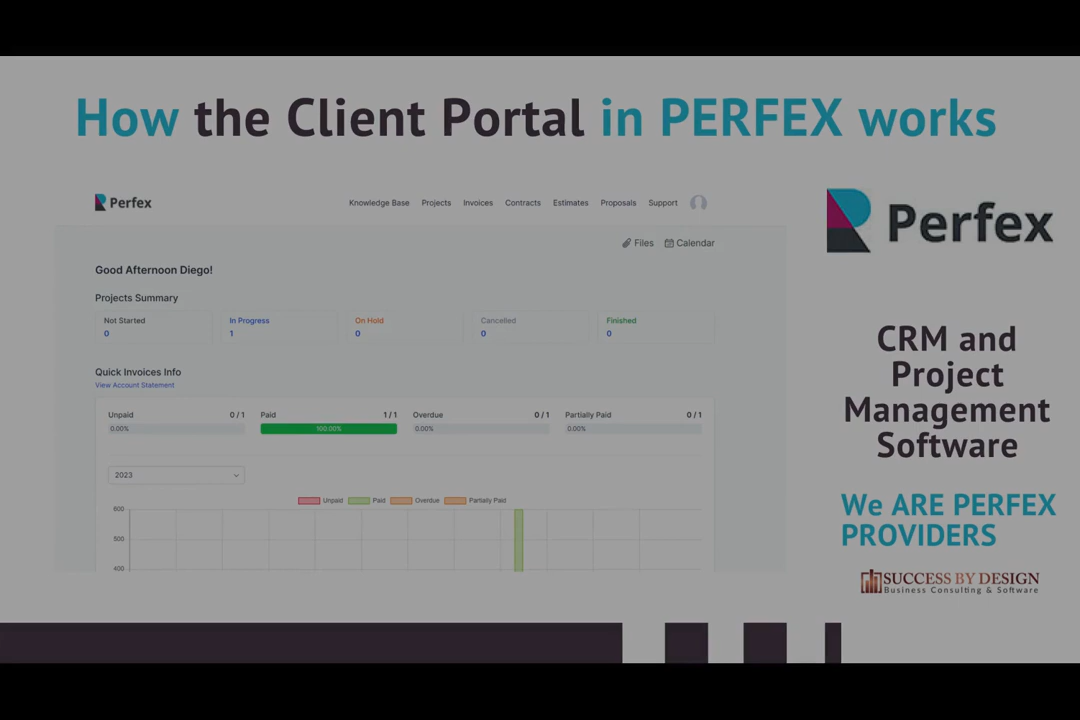 How the Client Portal in PERFEX works
Perfex
Knowledge Base Projects Invoices Contracts Estimates Proposals Support
Files Calendar
Good Afternoon Diego!
Projects Summary
Not Started In Progress On Hold Cancelled Finished
0 1 0 0 0
Quick Invoices Info
View Account Statement
Unpaid 0 / 1 Paid 1 / 1 Overdue 0 / 1 Partially Paid 0 / 1
0.00% 100.00% 0.00% 0.00%
2023
Unpaid Paid Overdue Partially Paid
600
500
400
Perfex
CRM and
Project
Management
Software
We ARE PERFEX
PROVIDERS
SUCCESS BY DESIGN
Business Consulting & Software